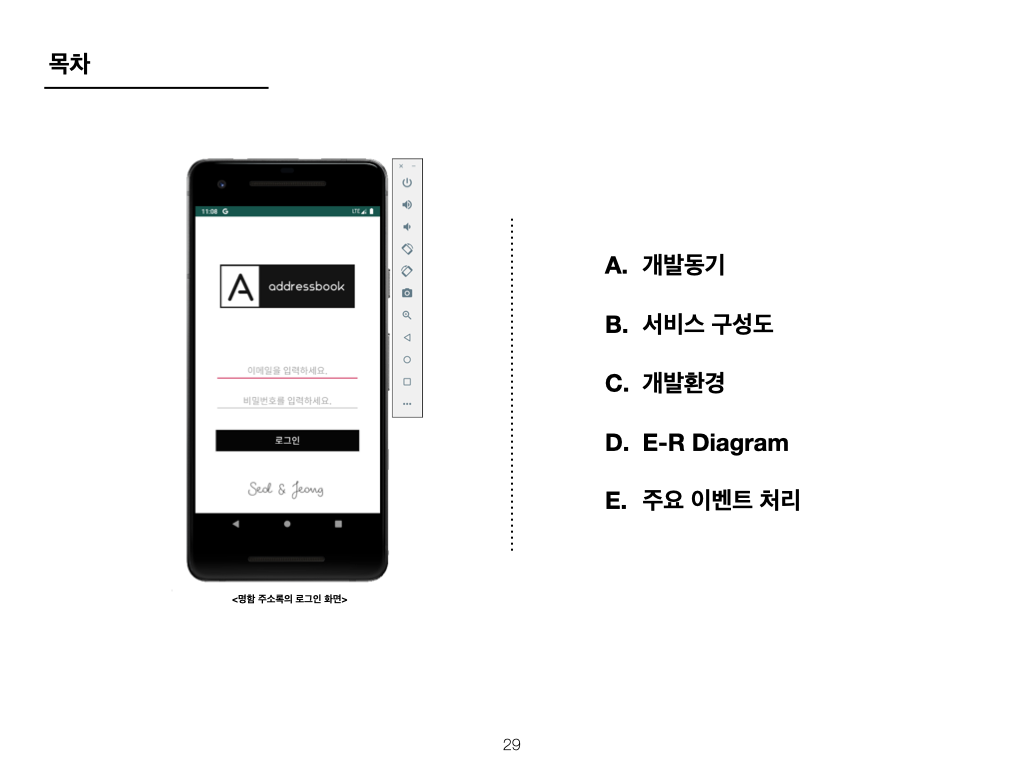 목차
11:08 G LTE
A addressbook
이메일을 입력하세요.
비밀번호를 입력하세요.
로그인
Seol & Jeong
<명함 주소록의 로그인 화면>
A. 개발동기
B. 서비스 구성도
C. 개발환경
D. E-R Diagram
E. 주요 이벤트 처리
29